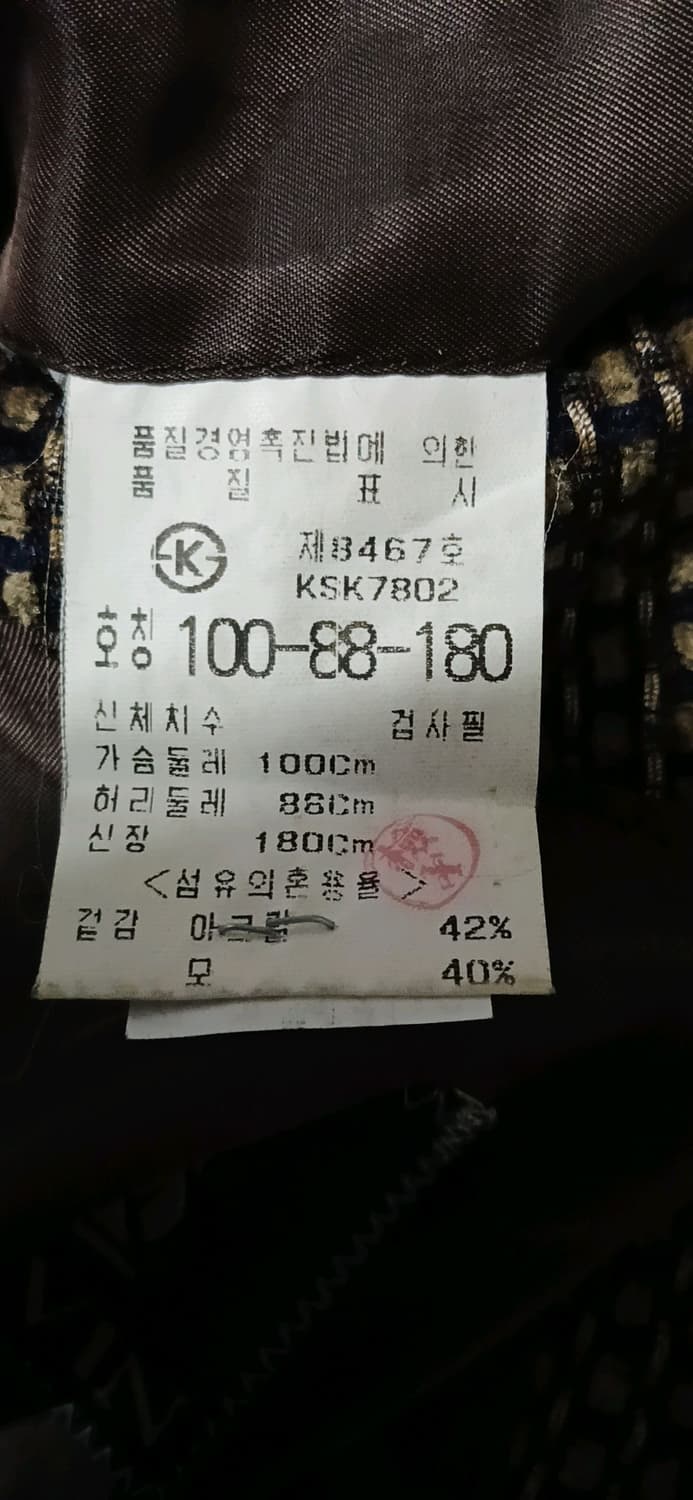 품질경영촉진법에 의한
품 질 표 시
K 제8467호
KSK7802
호칭 100-88-180
신체치수 검사필
가슴둘레 100Cm
허리둘레 88Cm
신장 180Cm
<섬유의혼용율>
겉감 아크릴 42%
모 40%